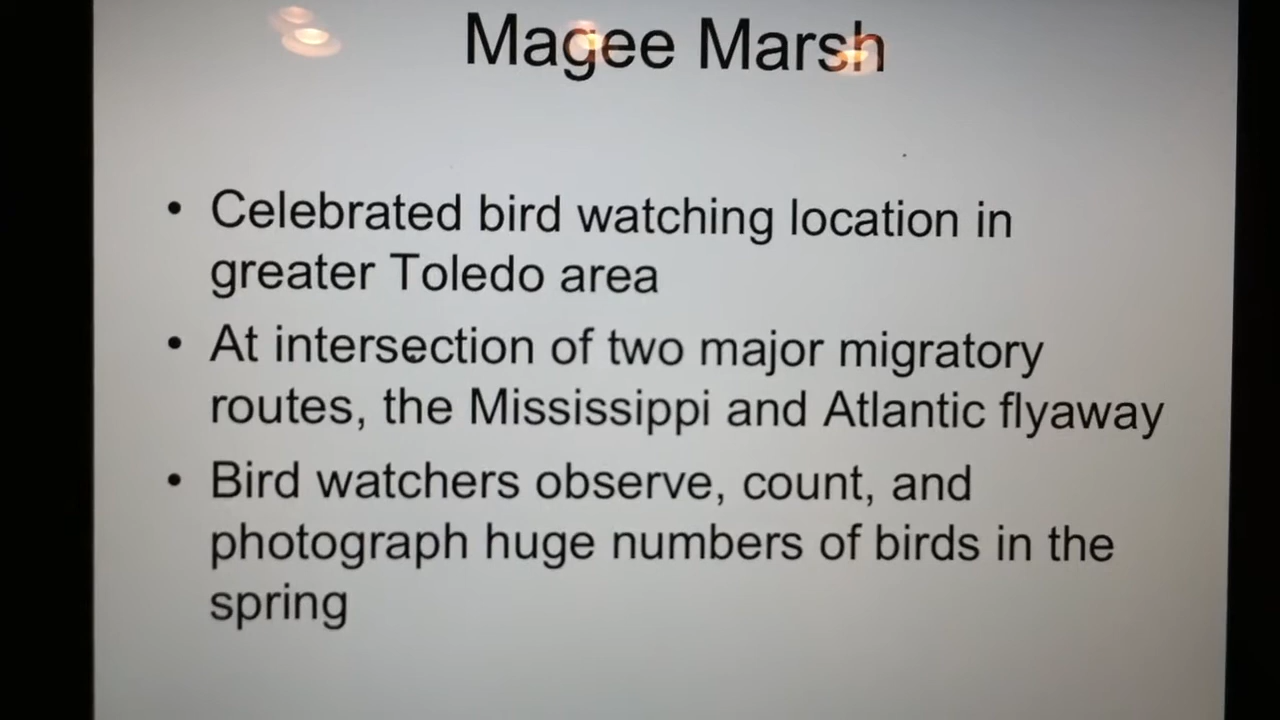 Magee Marsh
• Celebrated bird watching location in
greater Toledo area
• At intersection of two major migratory
routes, the Mississippi and Atlantic flyaway
• Bird watchers observe, count, and
photograph huge numbers of birds in the
spring